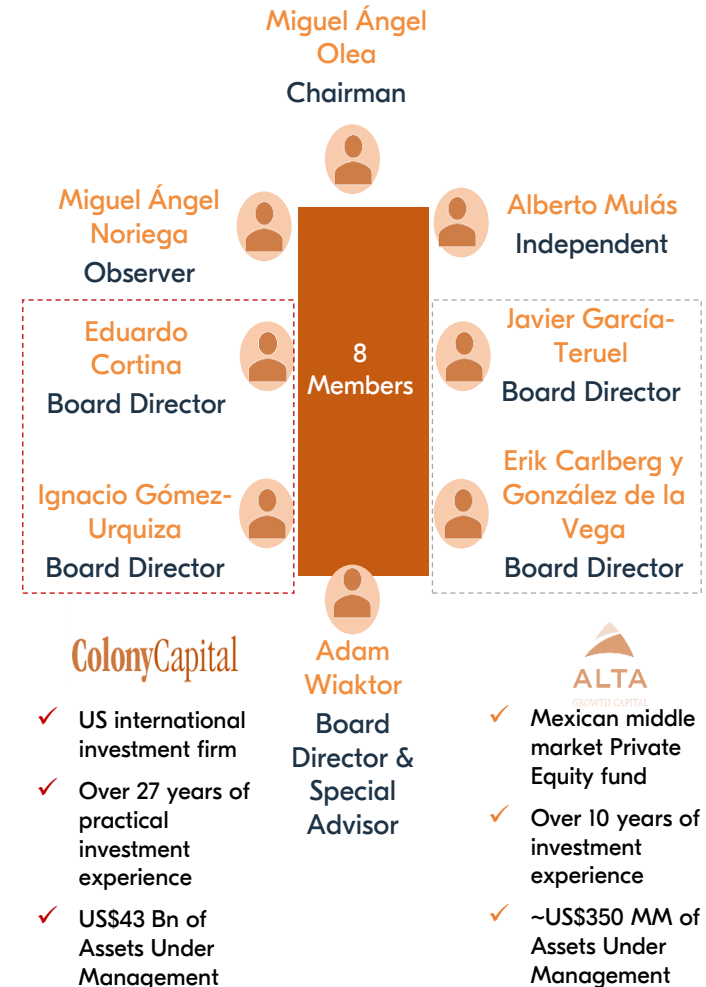 Miguel Ángel
Olea
Chairman
Miguel Ángel
Noriega
Observer
Alberto Mulás
Independent
Eduardo
Cortina
Board Director
8
Members
Javier García-
Teruel
Board Director
Ignacio Gómez-
Urquiza
Board Director
Erik Carlberg y
González de la
Vega
Board Director
Adam
Wiaktor
Board
Director &
Special
Advisor
ColonyCapital
US international
investment firm
Over 27 years of
practical
investment
experience
US$43 Bn of
Assets Under
Management
ALTA
GROWTH CAPITAL
Mexican middle
market Private
Equity fund
Over 10 years of
investment
experience
~US$350 MM of
Assets Under
Management